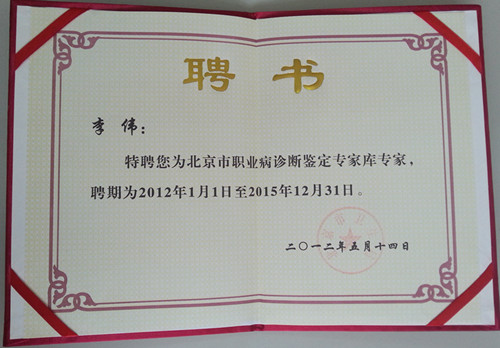 聘书
李伟：
特聘您为北京市职业病诊断鉴定专家库专家，
聘期为2012年1月1日至2015年12月31日。
二〇一二年五月十四日